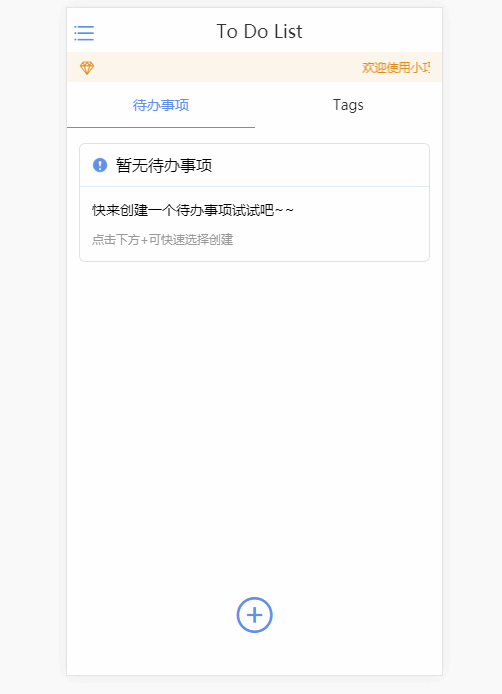 To Do List
欢迎使用小巧
待办事项
Tags
暂无待办事项
快来创建一个待办事项试试吧~~
点击下方+可快速选择创建